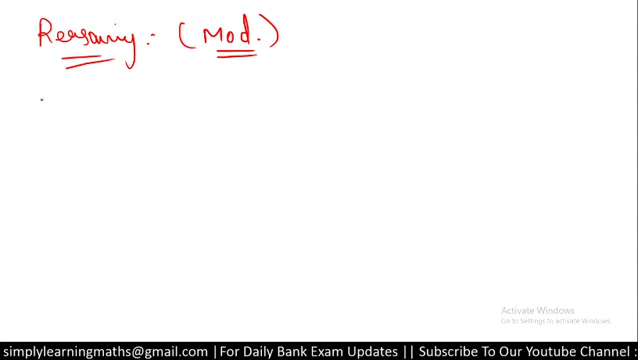 Reasoning : (Mod.)
Activate Windows
Go to Settings to activate Windows.
simplylearningmaths@gmail.com |For Daily Bank Exam Updates || Subscribe To Our Youtube Channel :